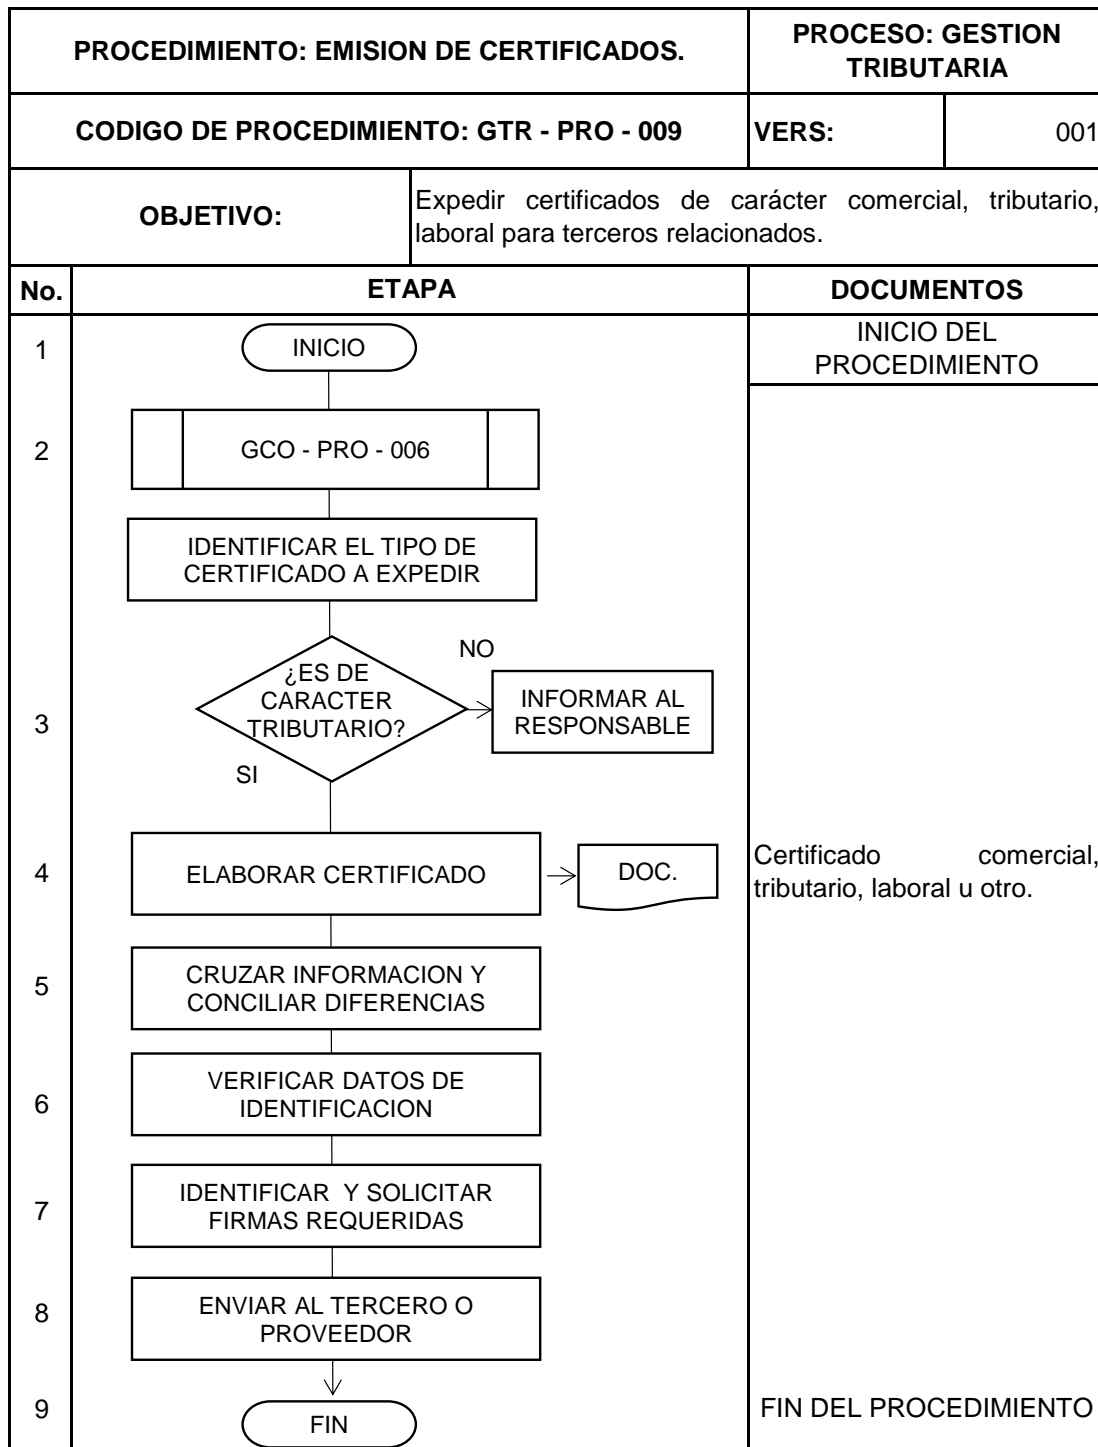 PROCEDIMIENTO: EMISION DE CERTIFICADOS.
PROCESO: GESTION
TRIBUTARIA
CODIGO DE PROCEDIMIENTO: GTR - PRO - 009
VERS:
001
OBJETIVO:
Expedir certificados de carácter comercial, tributario,
laboral para terceros relacionados.
No.
ETAPA
DOCUMENTOS
1
INICIO
INICIO DEL
PROCEDIMIENTO
2
GCO - PRO - 006
IDENTIFICAR EL TIPO DE
CERTIFICADO A EXPEDIR
3
¿ES DE
CARACTER
TRIBUTARIO?
NO
INFORMAR AL
RESPONSABLE
SI
4
ELABORAR CERTIFICADO
DOC.
Certificado comercial,
tributario, laboral u otro.
5
CRUZAR INFORMACION Y
CONCILIAR DIFERENCIAS
6
VERIFICAR DATOS DE
IDENTIFICACION
7
IDENTIFICAR Y SOLICITAR
FIRMAS REQUERIDAS
8
ENVIAR AL TERCERO O
PROVEEDOR
9
FIN
FIN DEL PROCEDIMIENTO